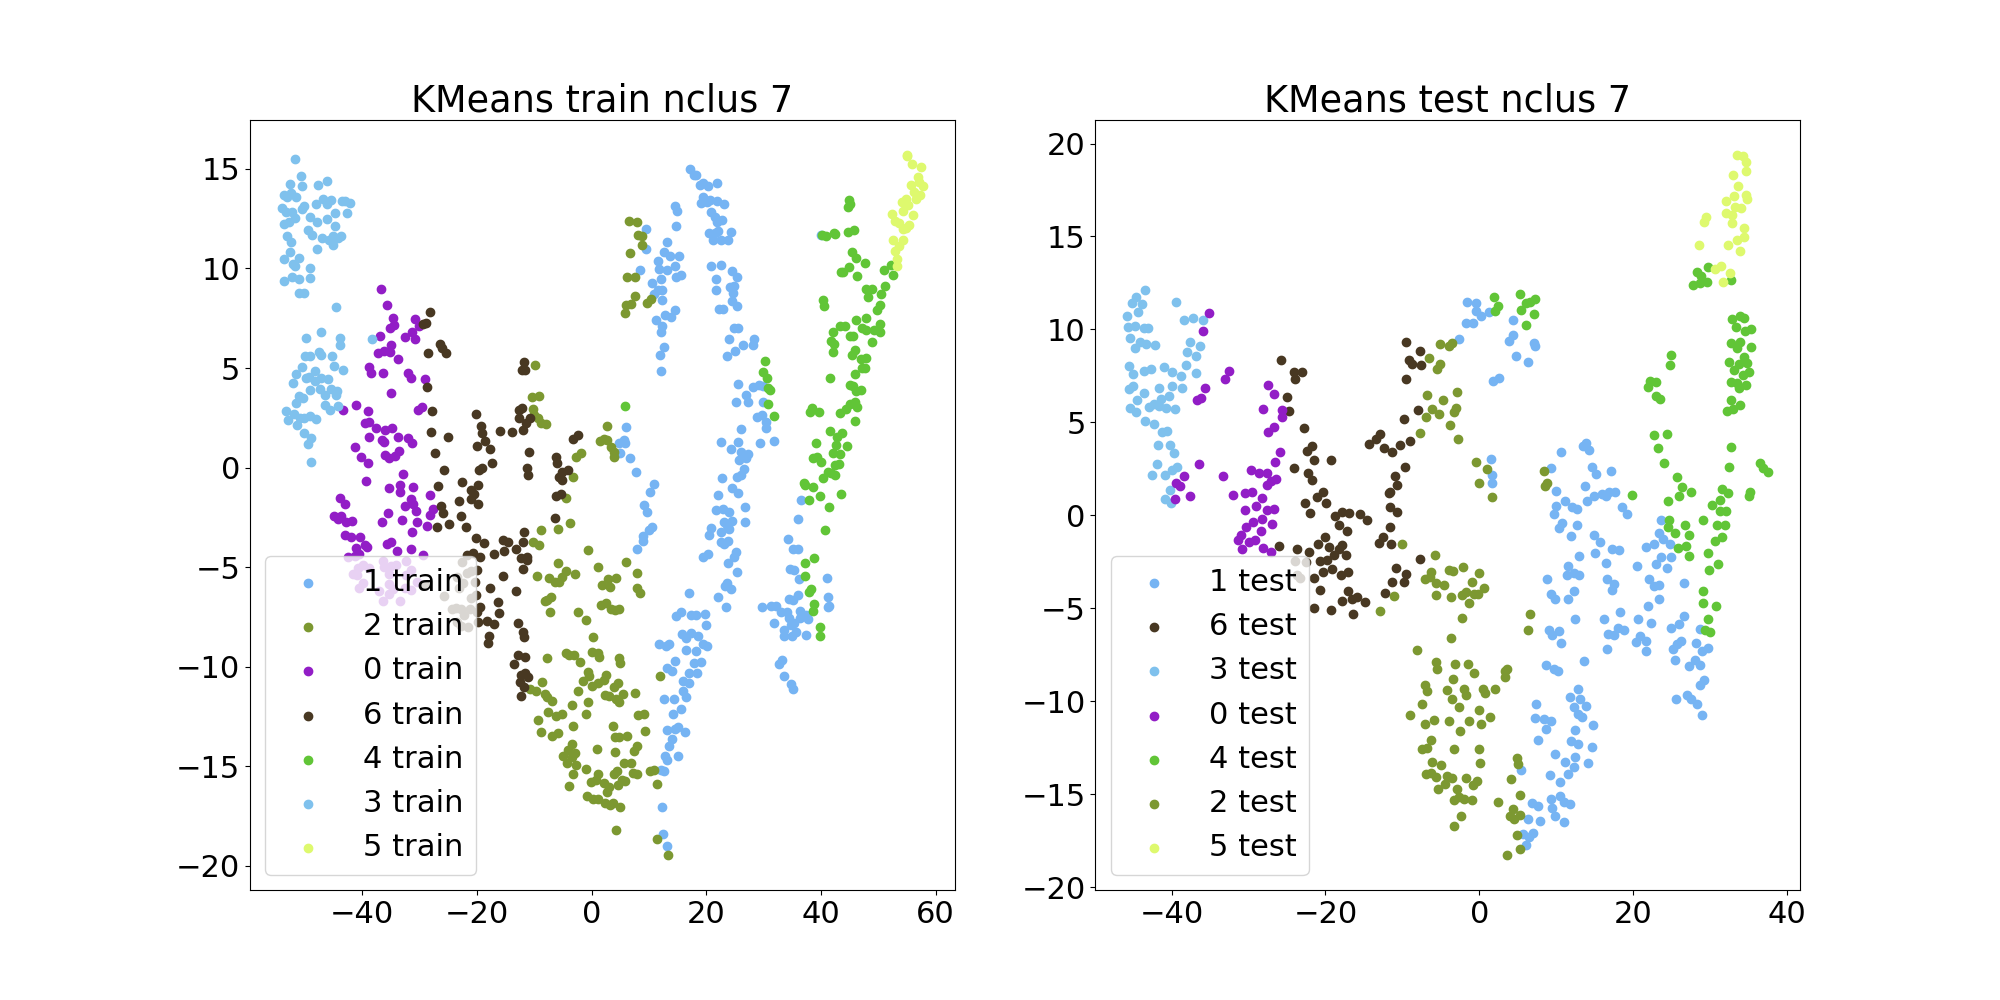 KMeans train nclus 7
15
10
5
0
−5
−10
−15
−20
−40
−20
0
20
40
60
1 train
2 train
0 train
6 train
4 train
3 train
5 train
KMeans test nclus 7
20
15
10
5
0
−5
−10
−15
−20
−40
−20
0
20
40
1 test
6 test
3 test
0 test
4 test
2 test
5 test